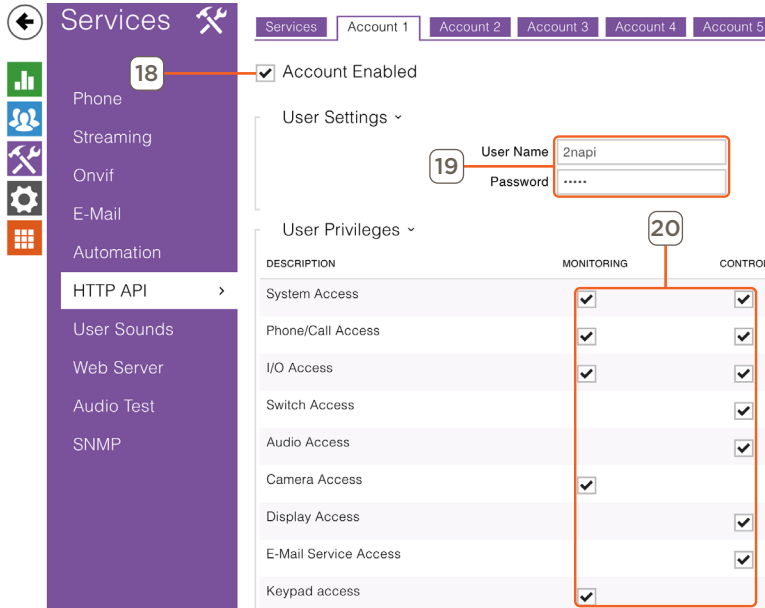 Services
Services Account 1 Account 2 Account 3 Account 4 Account 5
18
Account Enabled
Phone
Streaming
Onvif
E-Mail
Automation
HTTP API
User Sounds
Web Server
Audio Test
SNMP
User Settings
19
User Name 2napi
Password •••••
User Privileges
20
DESCRIPTION MONITORING CONTROL
System Access
Phone/Call Access
I/O Access
Switch Access
Audio Access
Camera Access
Display Access
E-Mail Service Access
Keypad access